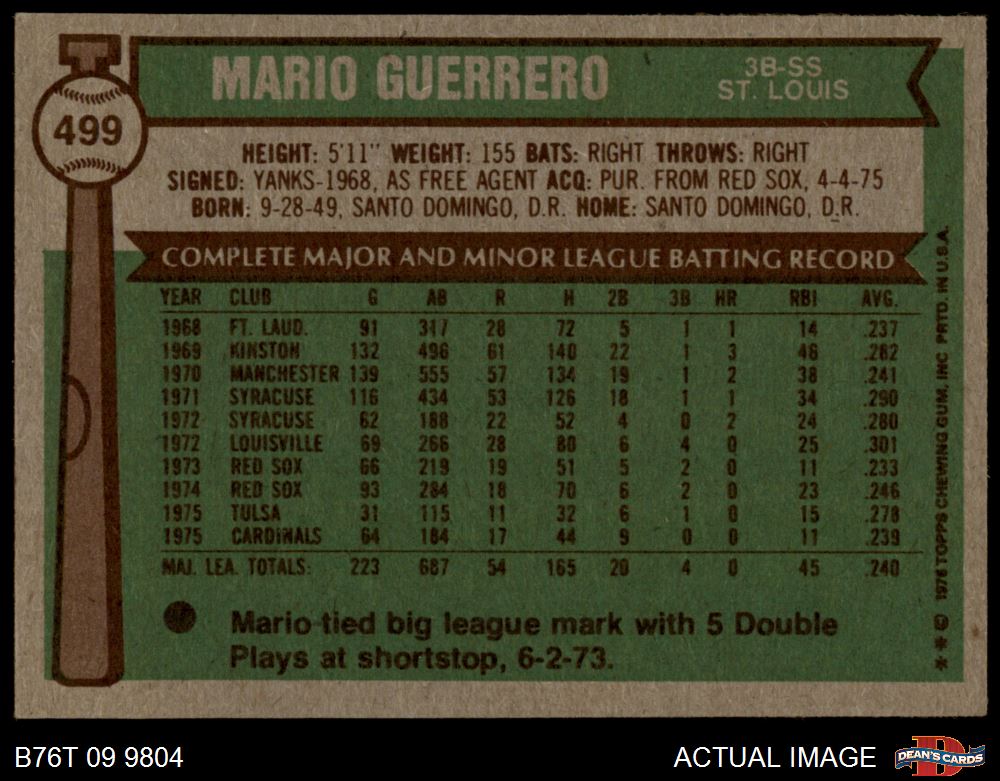 499
MARIO GUERRERO
3B-SS
ST. LOUIS
HEIGHT: 5'11" WEIGHT: 155 BATS: RIGHT THROWS: RIGHT
SIGNED: YANKS-1968, AS FREE AGENT ACQ: PUR. FROM RED SOX, 4-4-75
BORN: 9-28-49, SANTO DOMINGO, D.R. HOME: SANTO DOMINGO, D.R.
COMPLETE MAJOR AND MINOR LEAGUE BATTING RECORD
YEAR CLUB G AB R H 2B 3B HR RBI AVG.
1968 FT. LAUD. 91 317 28 72 5 1 1 14 .237
1969 KINSTON 132 496 61 140 22 1 3 46 .282
1970 MANCHESTER 139 555 57 134 19 1 2 38 .241
1971 SYRACUSE 116 434 53 126 18 1 1 34 .290
1972 SYRACUSE 62 188 22 52 4 0 2 24 .280
1972 LOUISVILLE 69 266 28 80 6 4 0 25 .301
1973 RED SOX 66 219 19 51 5 2 0 11 .233
1974 RED SOX 93 284 18 70 6 2 0 23 .246
1975 TULSA 31 115 11 32 6 1 0 15 .278
1975 CARDINALS 64 184 17 44 9 0 0 11 .239
MAJ. LEA. TOTALS: 223 687 54 165 20 4 0 45 .240
Mario tied big league mark with 5 Double
Plays at shortstop, 6-2-73.
** © 1976 TOPPS CHEWING GUM, INC PRTD. IN U.S.A.
B76T 09 9804
ACTUAL IMAGE
D
DEAN'S CARDS